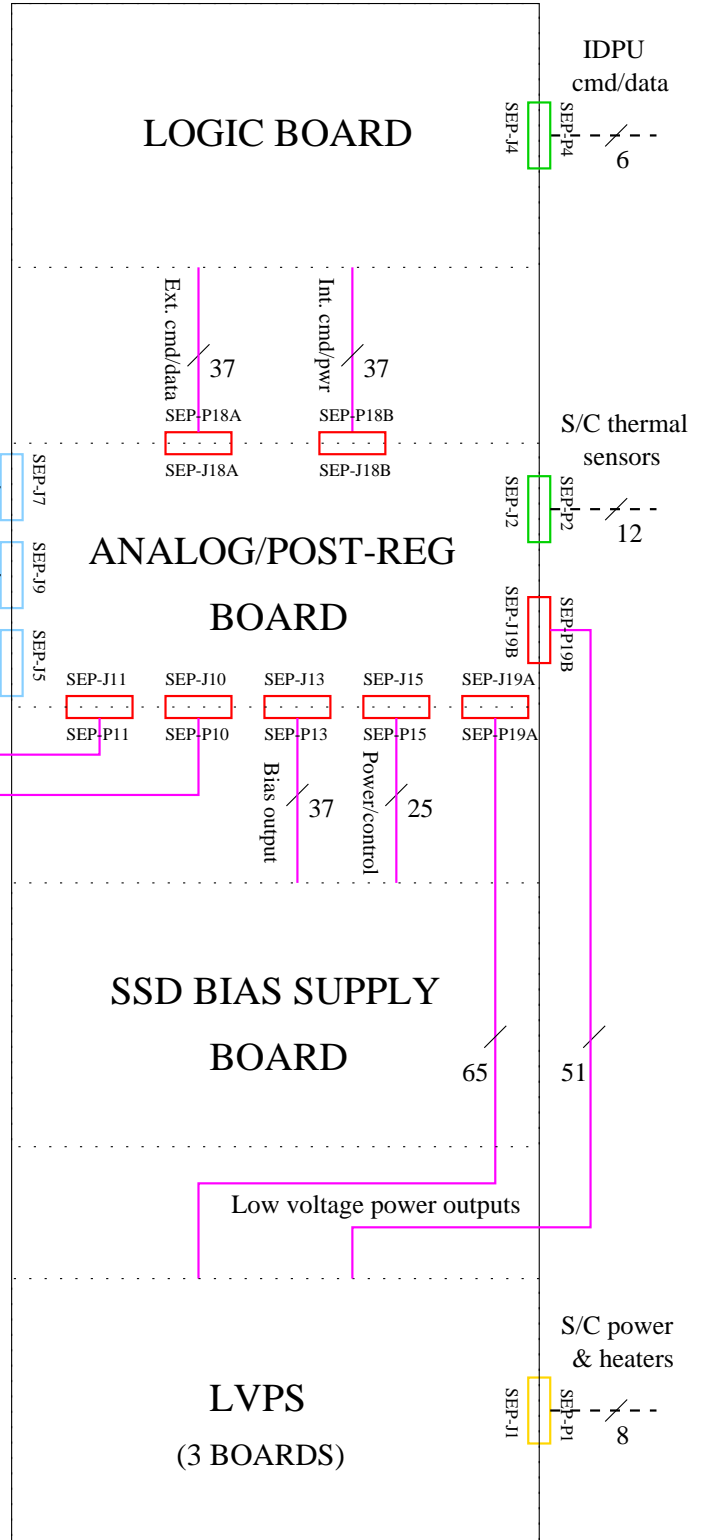 IDPU
cmd/data
LOGIC BOARD
SEP-J4
SEP-P4
6
Ext. cmd/data
37
Int. cmd/pwr
37
SEP-P18A
SEP-P18B
SEP-J18A
SEP-J18B
S/C thermal
sensors
SEP-J7
SEP-J2
SEP-P2
12
ANALOG/POST-REG
BOARD
SEP-J9
SEP-J19B
SEP-P19B
SEP-J5
SEP-J11
SEP-J10
SEP-J13
SEP-J15
SEP-J19A
SEP-P11
SEP-P10
SEP-P13
SEP-P15
SEP-P19A
Bias output
37
Power/control
25
SSD BIAS SUPPLY
BOARD
65
51
Low voltage power outputs
S/C power
& heaters
LVPS
(3 BOARDS)
SEP-J1
SEP-P1
8